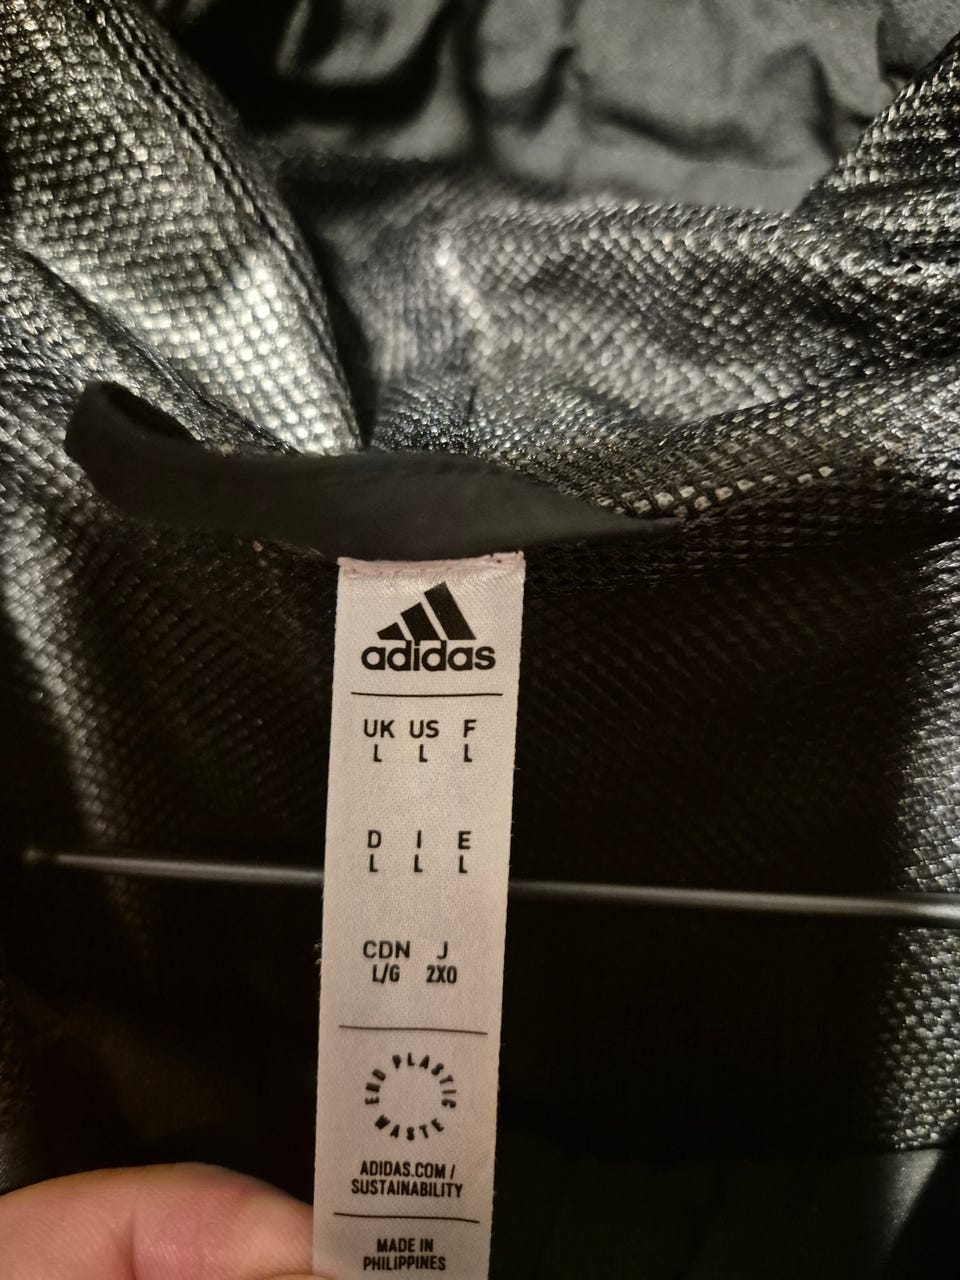 adidas
UK US F
L L L
D I E
L L L
CDN J
L/G 2XO
END PLASTIC WASTE
ADIDAS.COM /
SUSTAINABILITY
MADE IN
PHILIPPINES